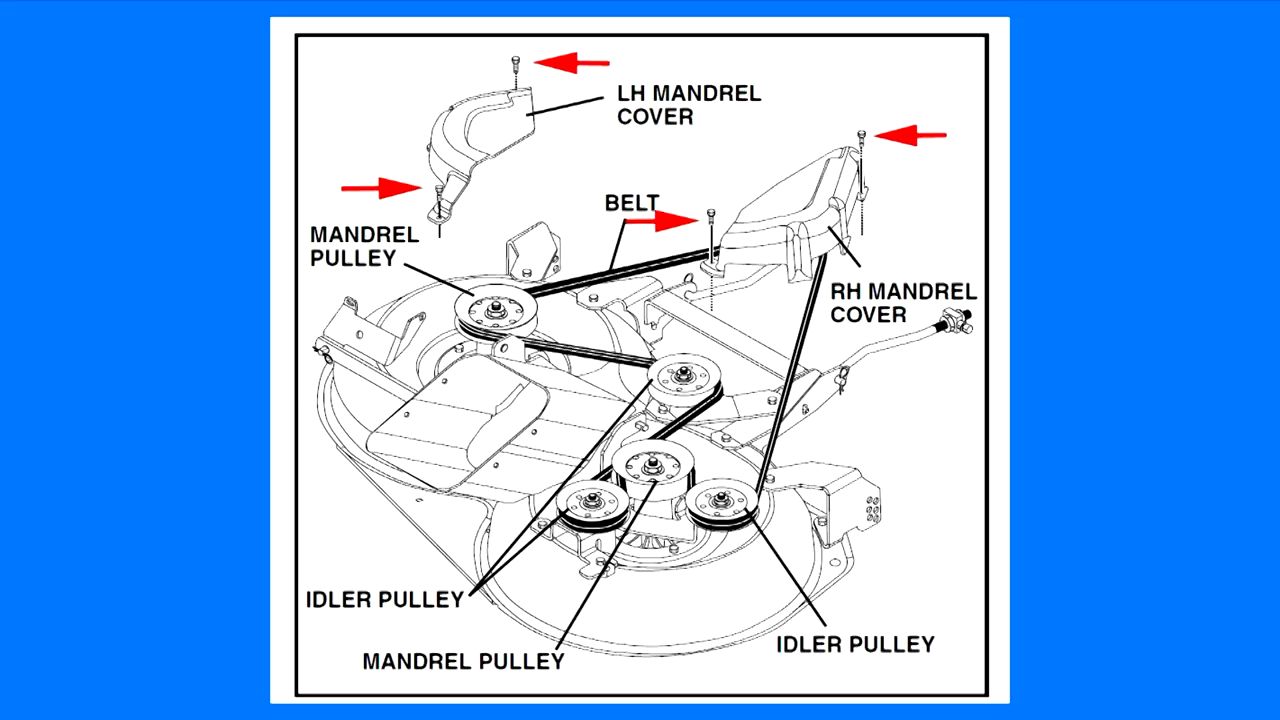 LH MANDREL
COVER
BELT
MANDREL
PULLEY
RH MANDREL
COVER
IDLER PULLEY
MANDREL PULLEY
IDLER PULLEY